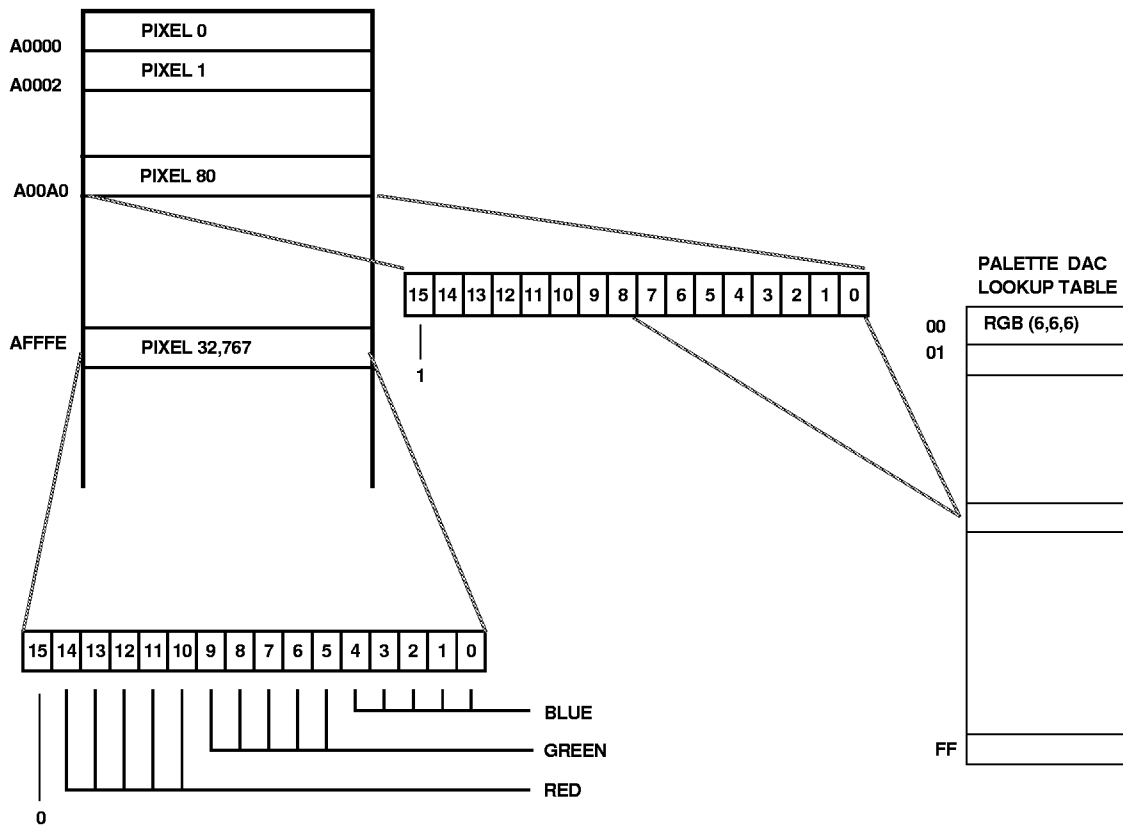 PIXEL 0
A0000
PIXEL 1
A0002
PIXEL 80
A00A0
PALETTE DAC
LOOKUP TABLE
15 14 13 12 11 10 9 8 7 6 5 4 3 2 1 0
00 RGB (6,6,6)
AFFFE PIXEL 32,767
01
1
15 14 13 12 11 10 9 8 7 6 5 4 3 2 1 0
BLUE
GREEN
FF
RED
0